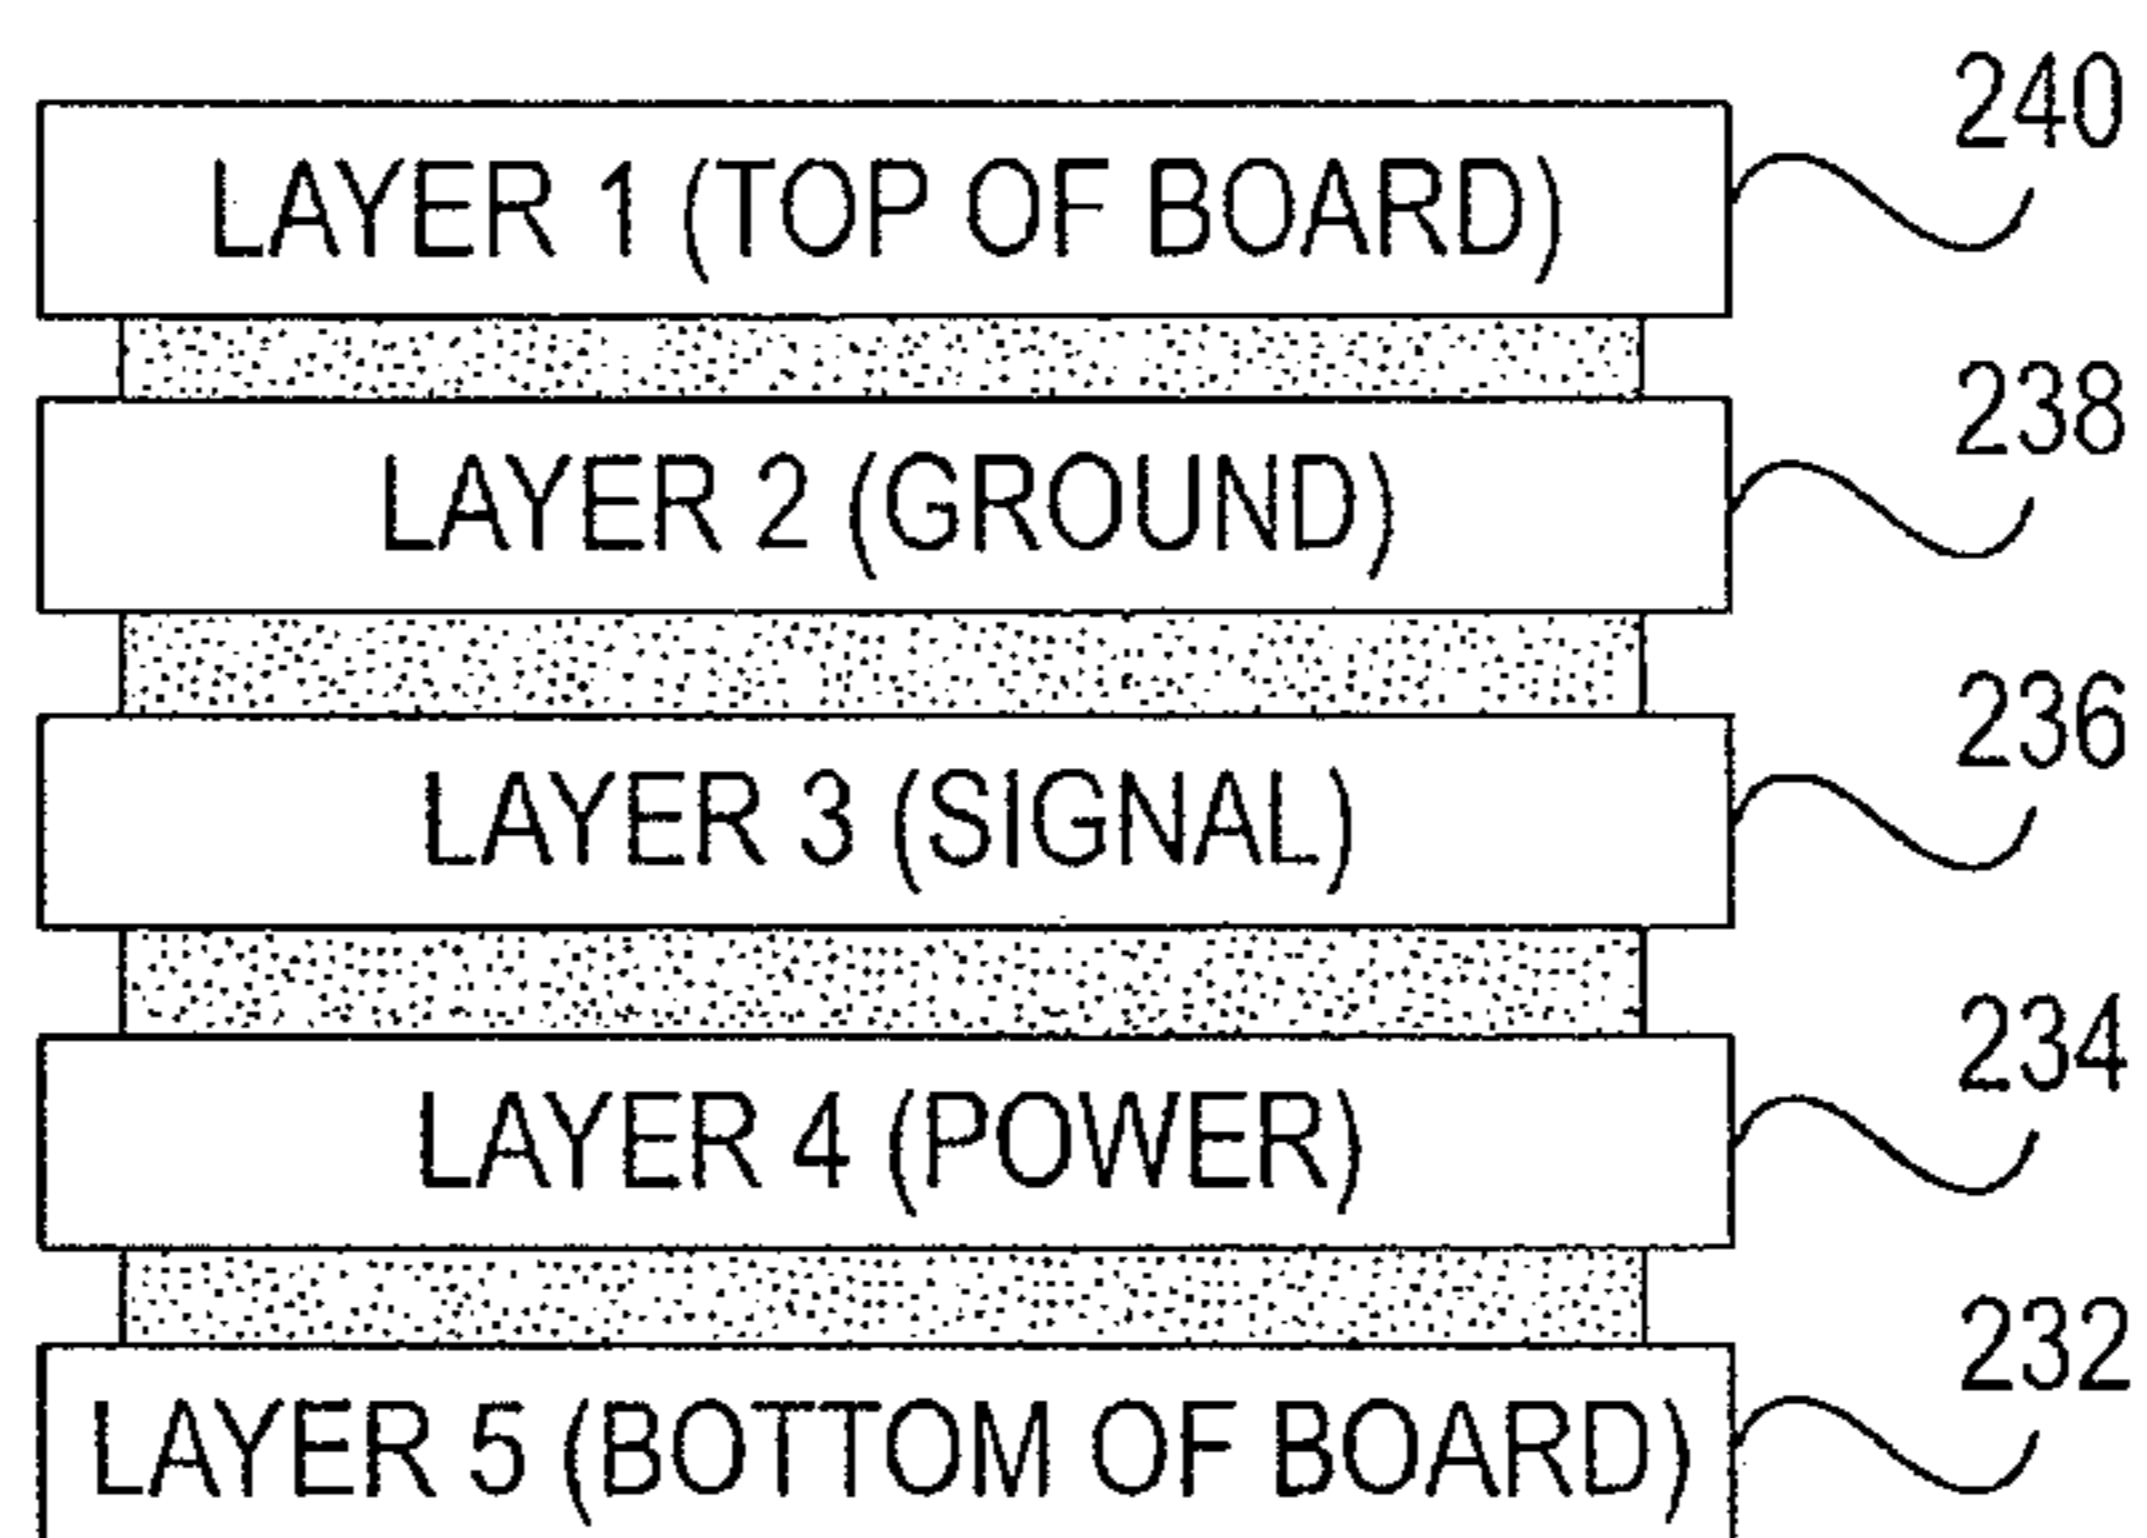 240
LAYER 1 (TOP OF BOARD)
238
LAYER 2 (GROUND)
236
LAYER 3 (SIGNAL)
234
LAYER 4 (POWER)
232
LAYER 5 (BOTTOM OF BOARD)